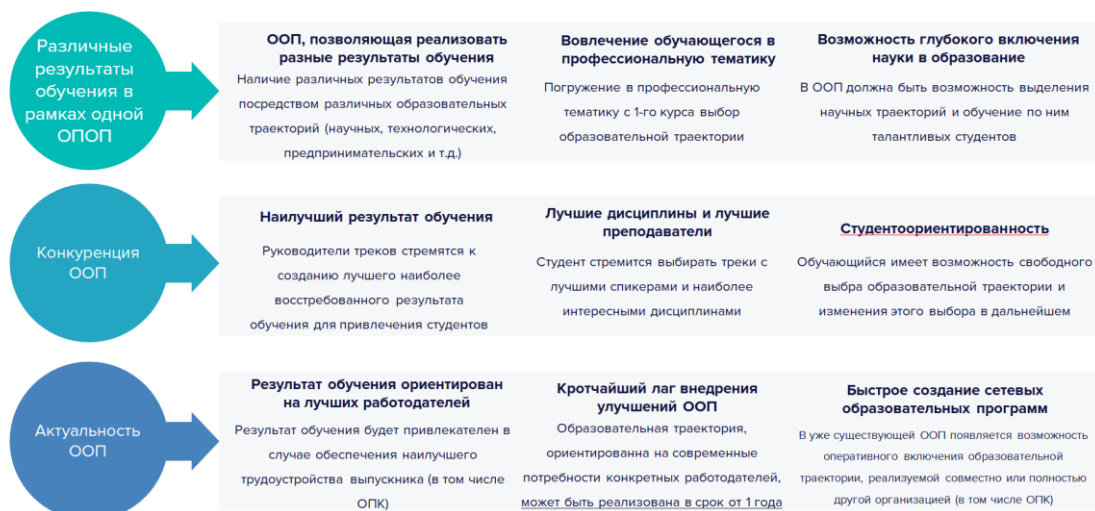 Различные
результаты
обучения в
рамках одной
ОПОП
ООП, позволяющая реализовать
разные результаты обучения
Наличие различных результатов обучения
посредством различных образовательных
траекторий (научных, технологических,
предпринимательских и т.д.)
Вовлечение обучающегося в
профессиональную тематику
Погружение в профессиональную
тематику с 1-го курса выбор
образовательной траектории
Возможность глубокого включения
науки в образование
В ООП должна быть возможность выделения
научных траекторий и обучение по ним
талантливых студентов
Конкуренция
ООП
Наилучший результат обучения
Руководители треков стремятся к
созданию лучшего наиболее
восстребованного результата
обучения для привлечения студентов
Лучшие дисциплины и лучшие
преподаватели
Студент стремится выбирать треки с
лучшими спикерами и наиболее
интересными дисциплинами
Студентоориентированность
Обучающийся имеет возможность свободного
выбра образовательной траектории и
изменения этого выбора в дальнейшем
Актуальность
ООП
Результат обучения ориентирован
на лучших работодателей
Результат обучения будет привлекателен в
случае обеспечения наилучшего
трудоустройства выпускника (в том числе
ОПК)
Кротчайший лаг внедрения
улучшений ООП
Образовательная траектория,
ориентированна на современные
потребности конкретных работодателей,
может быть реализована в срок от 1 года
Быстрое создание сетевых
образовательных программ
В уже существующей ООП появляется возможность
оперативного включения образовательной
траектории, реализуемой совместно или полностью
другой организацией (в том числе ОПК)